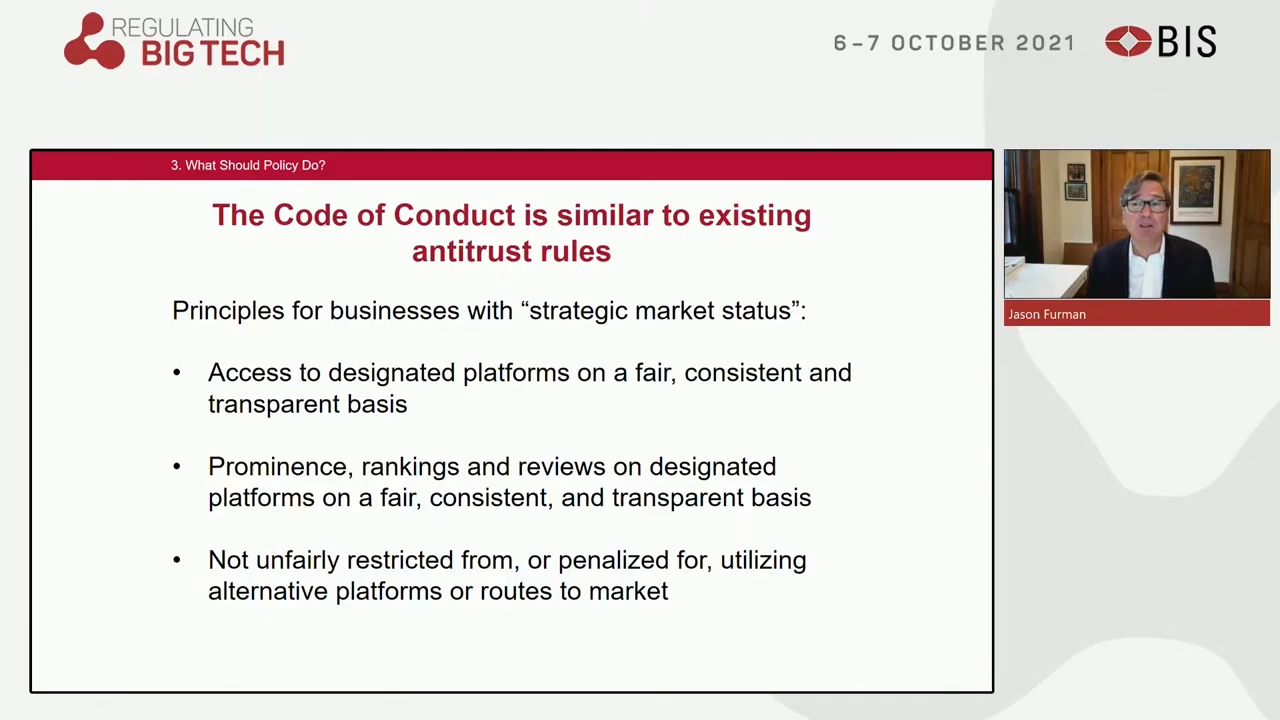 REGULATING
BIG TECH
6–7 OCTOBER 2021
BIS
3. What Should Policy Do?
The Code of Conduct is similar to existing
antitrust rules
Principles for businesses with “strategic market status”:
• Access to designated platforms on a fair, consistent and
transparent basis
• Prominence, rankings and reviews on designated
platforms on a fair, consistent, and transparent basis
• Not unfairly restricted from, or penalized for, utilizing
alternative platforms or routes to market
Jason Furman